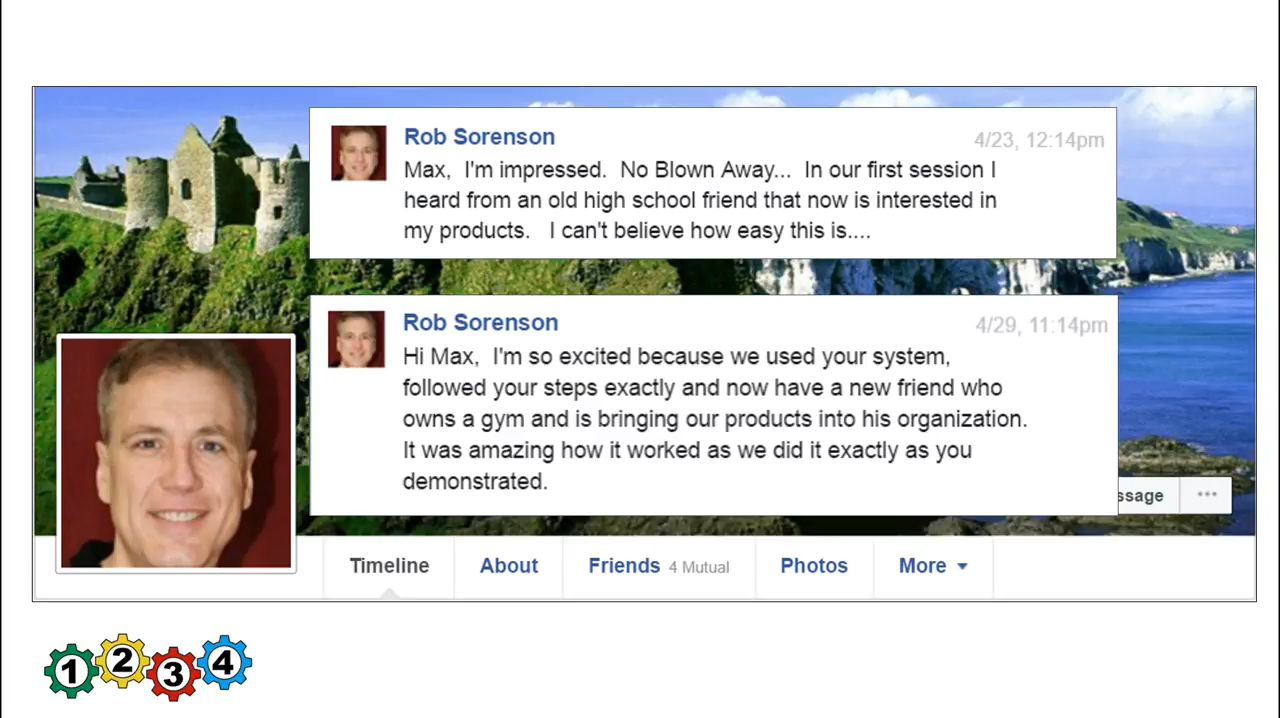 Rob Sorenson
4/23, 12:14pm
Max,  I'm impressed.  No Blown Away...  In our first session I
heard from an old high school friend that now is interested in
my products.   I can't believe how easy this is....
Rob Sorenson
4/29, 11:14pm
Hi Max,  I'm so excited because we used your system,
followed your steps exactly and now have a new friend who
owns a gym and is bringing our products into his organization.
It was amazing how it worked as we did it exactly as you
demonstrated.
ssage ...
Timeline About Friends 4 Mutual Photos More
1 2 3 4